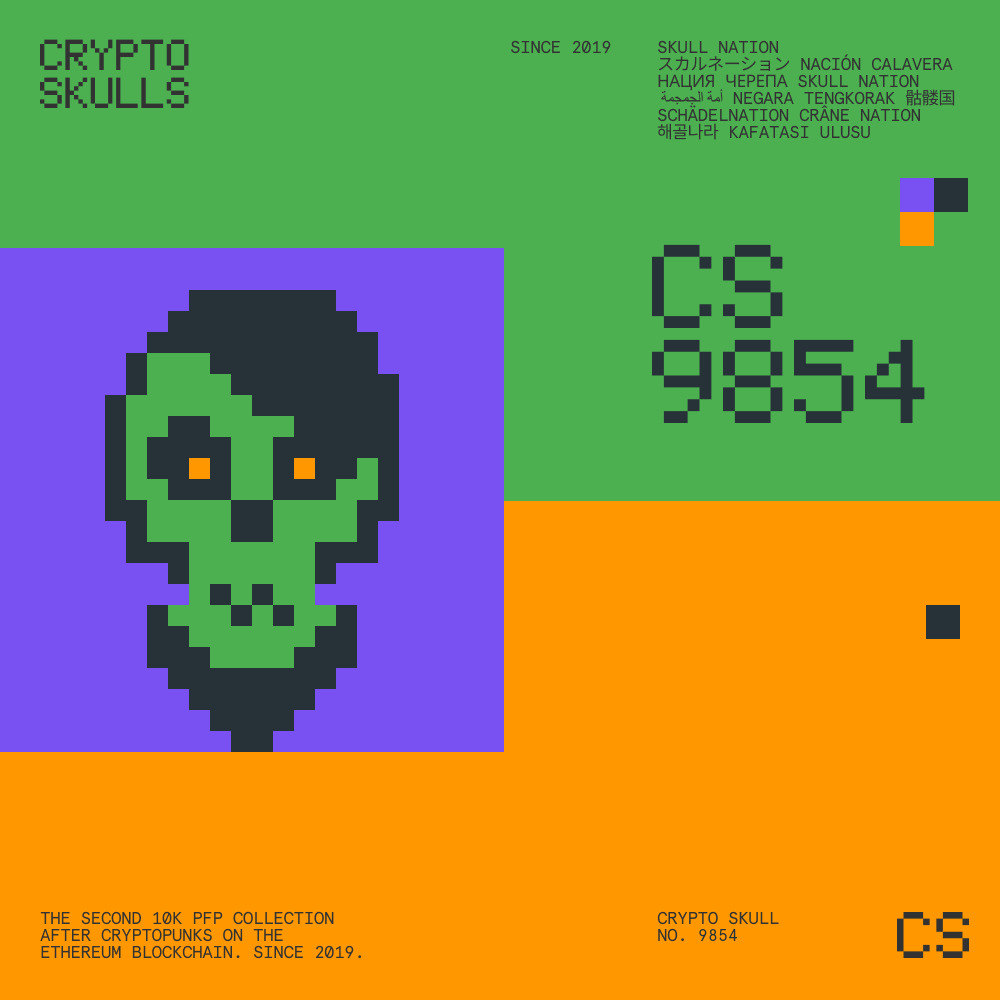 CRYPTO
SKULLS
SINCE 2019
SKULL NATION
スカルネーション NACIÓN CALAVERA
НАЦИЯ ЧЕРЕПА SKULL NATION
أمة الجمجمة NEGARA TENGKORAK 骷髅国
SCHÄDELNATION CRÂNE NATION
해골나라 KAFATASI ULUSU
CS
9854
THE SECOND 10K PFP COLLECTION
AFTER CRYPTOPUNKS ON THE
ETHEREUM BLOCKCHAIN. SINCE 2019.
CRYPTO SKULL
NO. 9854
CS